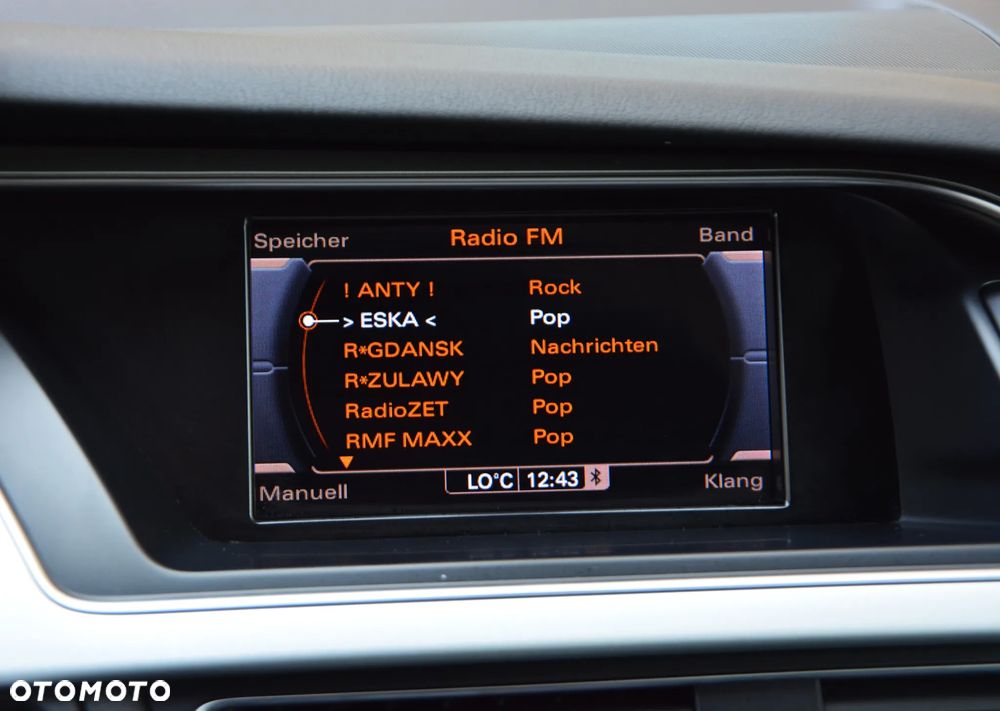 Speicher Radio FM Band
! ANTY ! Rock
> ESKA < Pop
R*GDANSK Nachrichten
R*ZULAWY Pop
RadioZET Pop
RMF MAXX Pop
Manuell LO°C 12:43 Klang
OTOMOTO